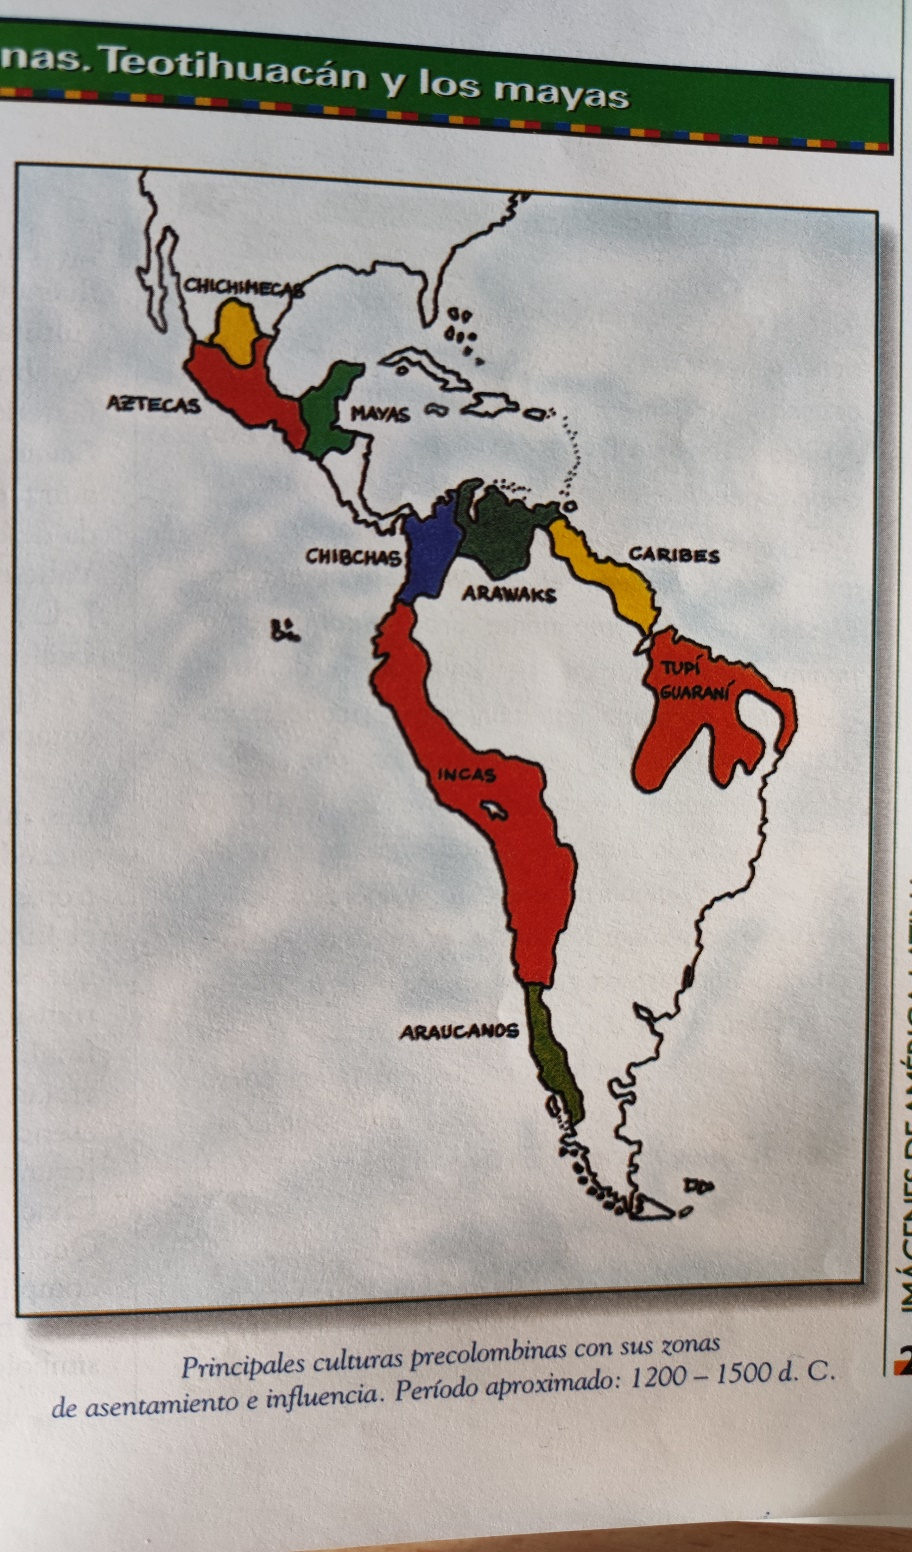 nas. Teotihuacán y los mayas
CHICHIMECAS
AZTECAS
MAYAS
CHIBCHAS
CARIBES
ARAWAKS
TUPÍ
GUARANÍ
INCAS
ARAUCANOS
Principales culturas precolombinas con sus zonas
de asentamiento e influencia. Período aproximado: 1200 – 1500 d. C.